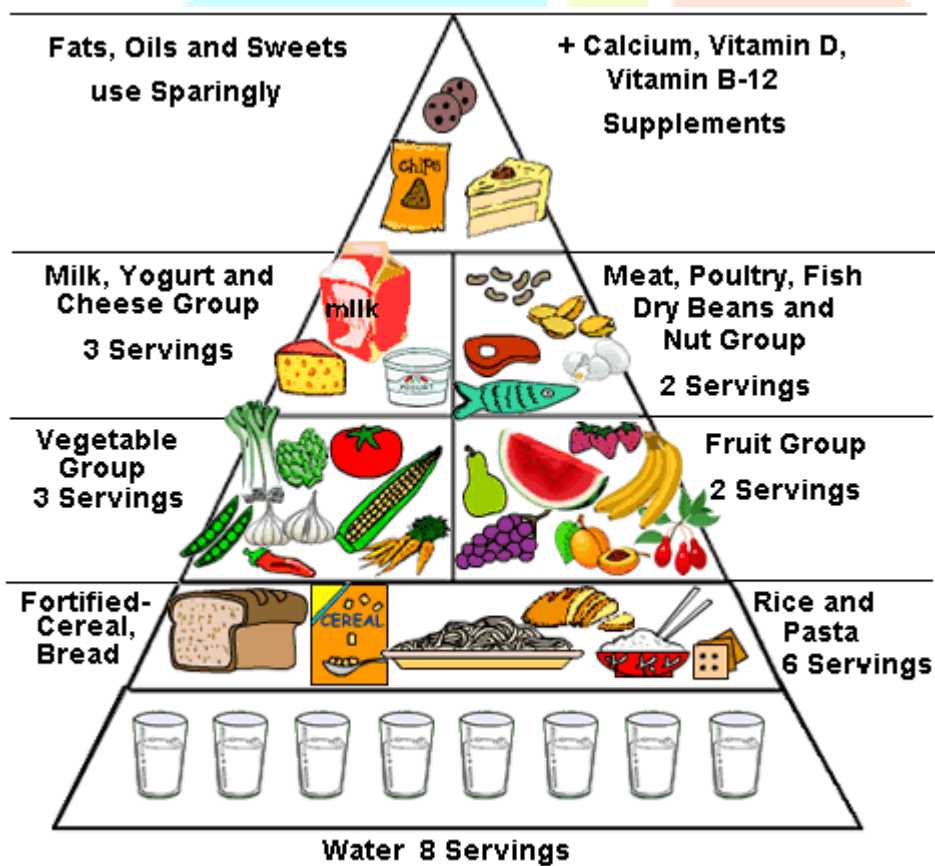 Fats, Oils and Sweets
use Sparingly
+ Calcium, Vitamin D,
Vitamin B-12
Supplements
chips
Milk, Yogurt and
Cheese Group
3 Servings
milk
YOGURT
Meat, Poultry, Fish
Dry Beans and
Nut Group
2 Servings
Vegetable
Group
3 Servings
Fruit Group
2 Servings
Fortified-
Cereal,
Bread
CEREAL
Rice and
Pasta
6 Servings
Water 8 Servings